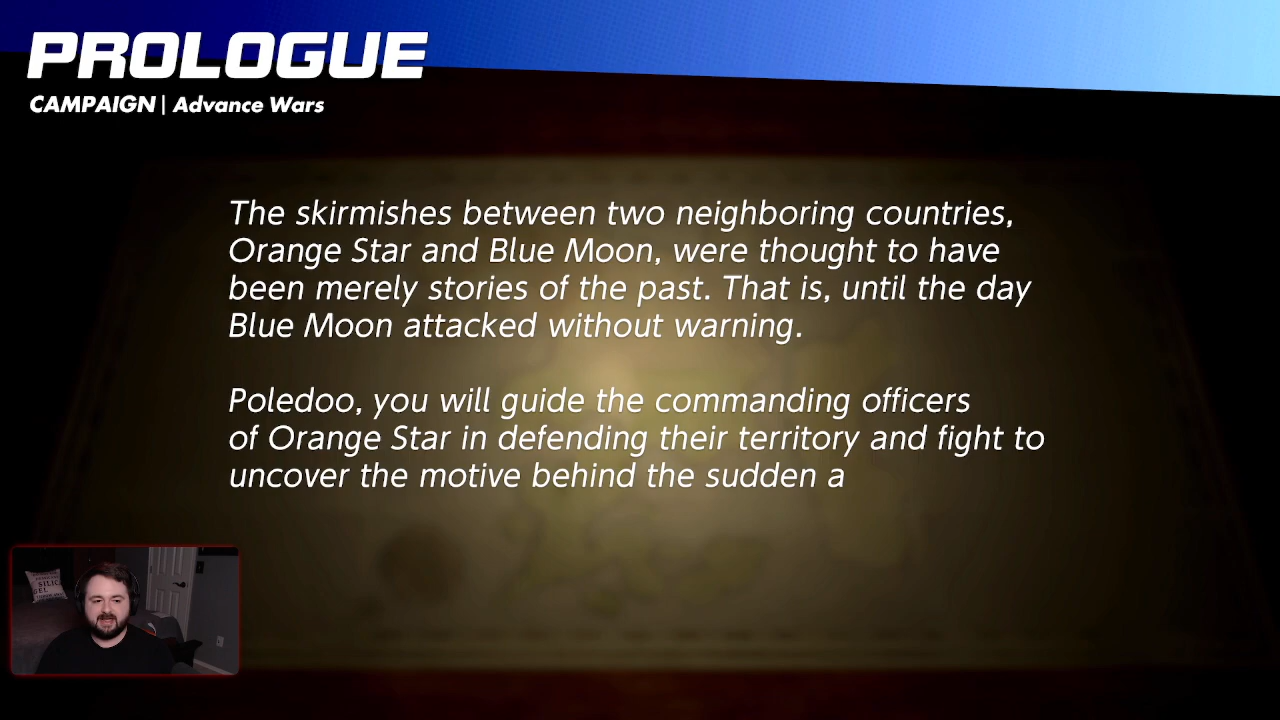 PROLOGUE
CAMPAIGN | Advance Wars
The skirmishes between two neighboring countries,
Orange Star and Blue Moon, were thought to have
been merely stories of the past. That is, until the day
Blue Moon attacked without warning.
Poledoo, you will guide the commanding officers
of Orange Star in defending their territory and fight to
uncover the motive behind the sudden a
SILIC
GEL